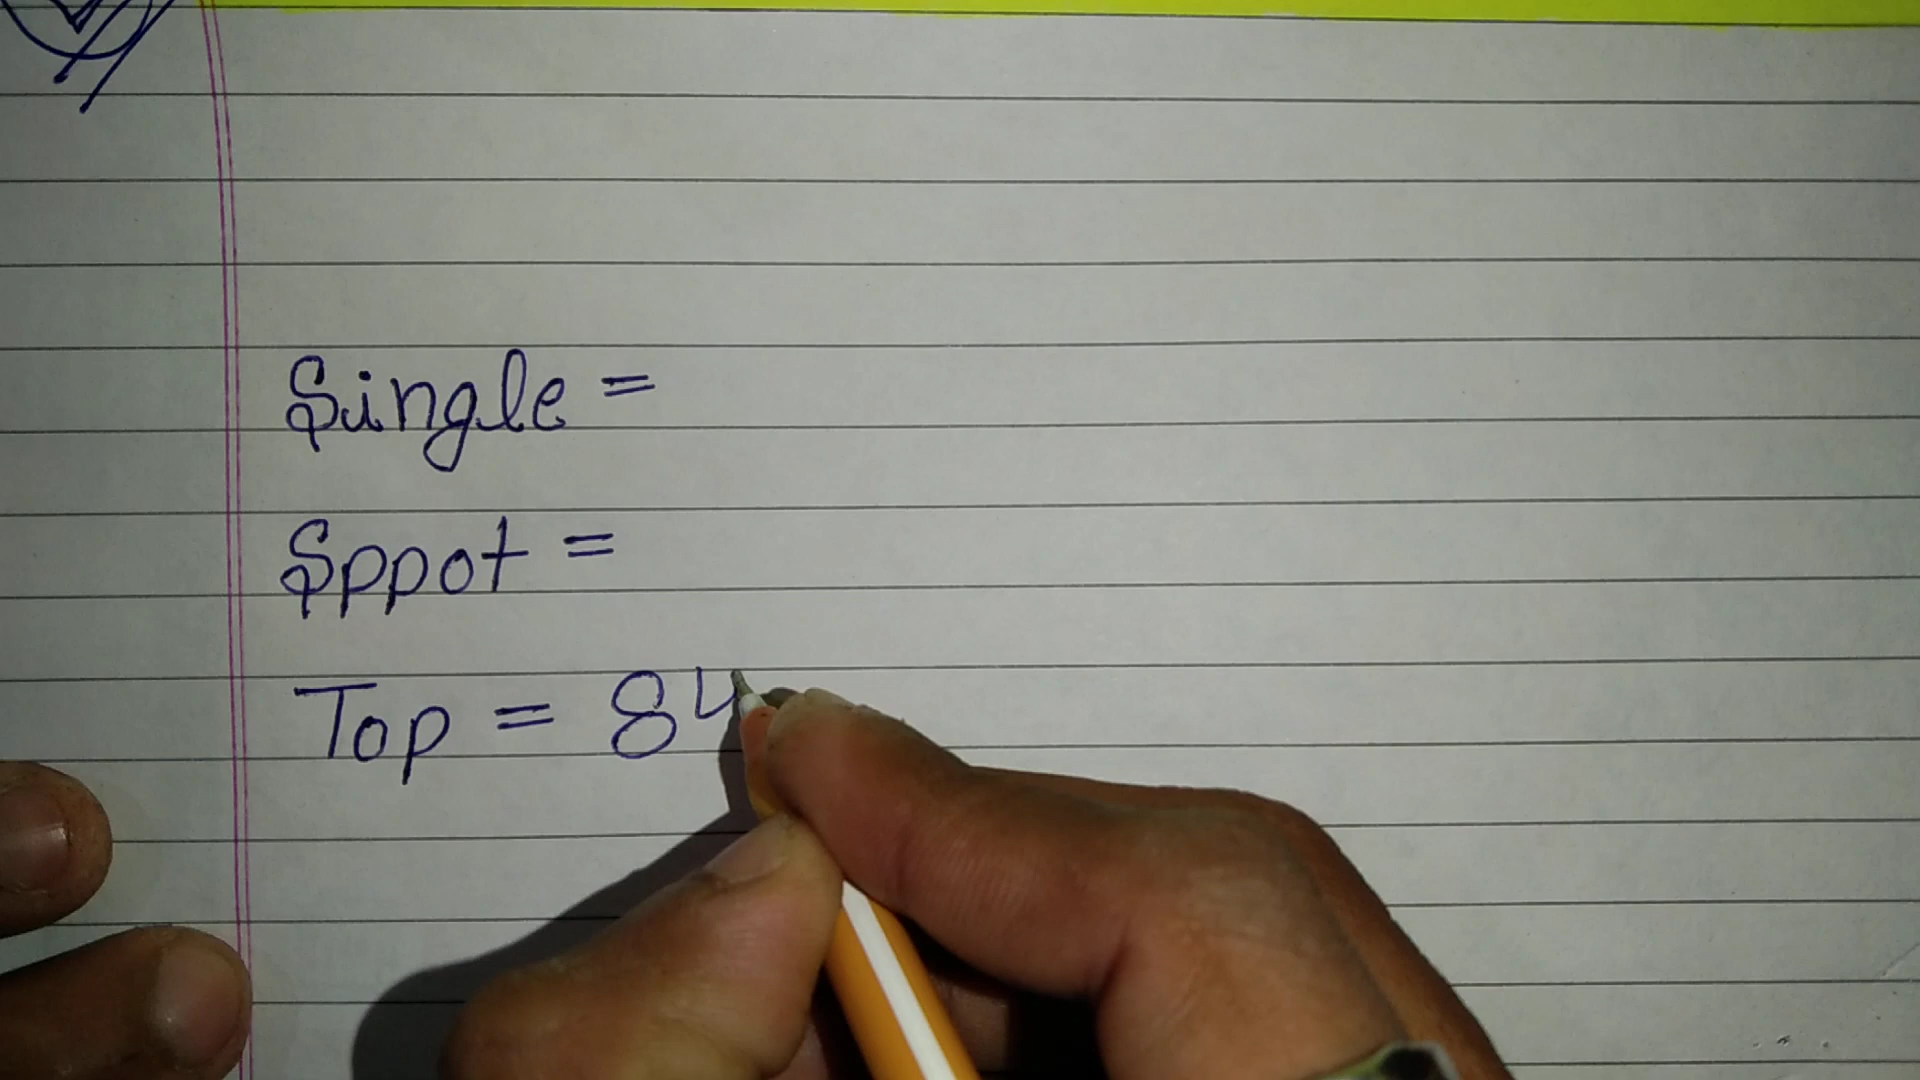 Single =
Sppot =
Top = 84